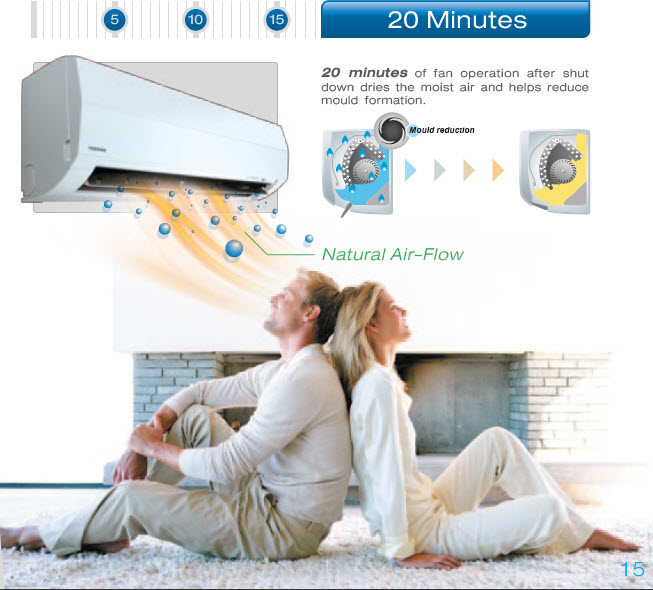 5 10 15 20 Minutes
20 minutes of fan operation after shut
down dries the moist air and helps reduce
mould formation.
Mould reduction
TOSHIBA
Natural Air-Flow
15